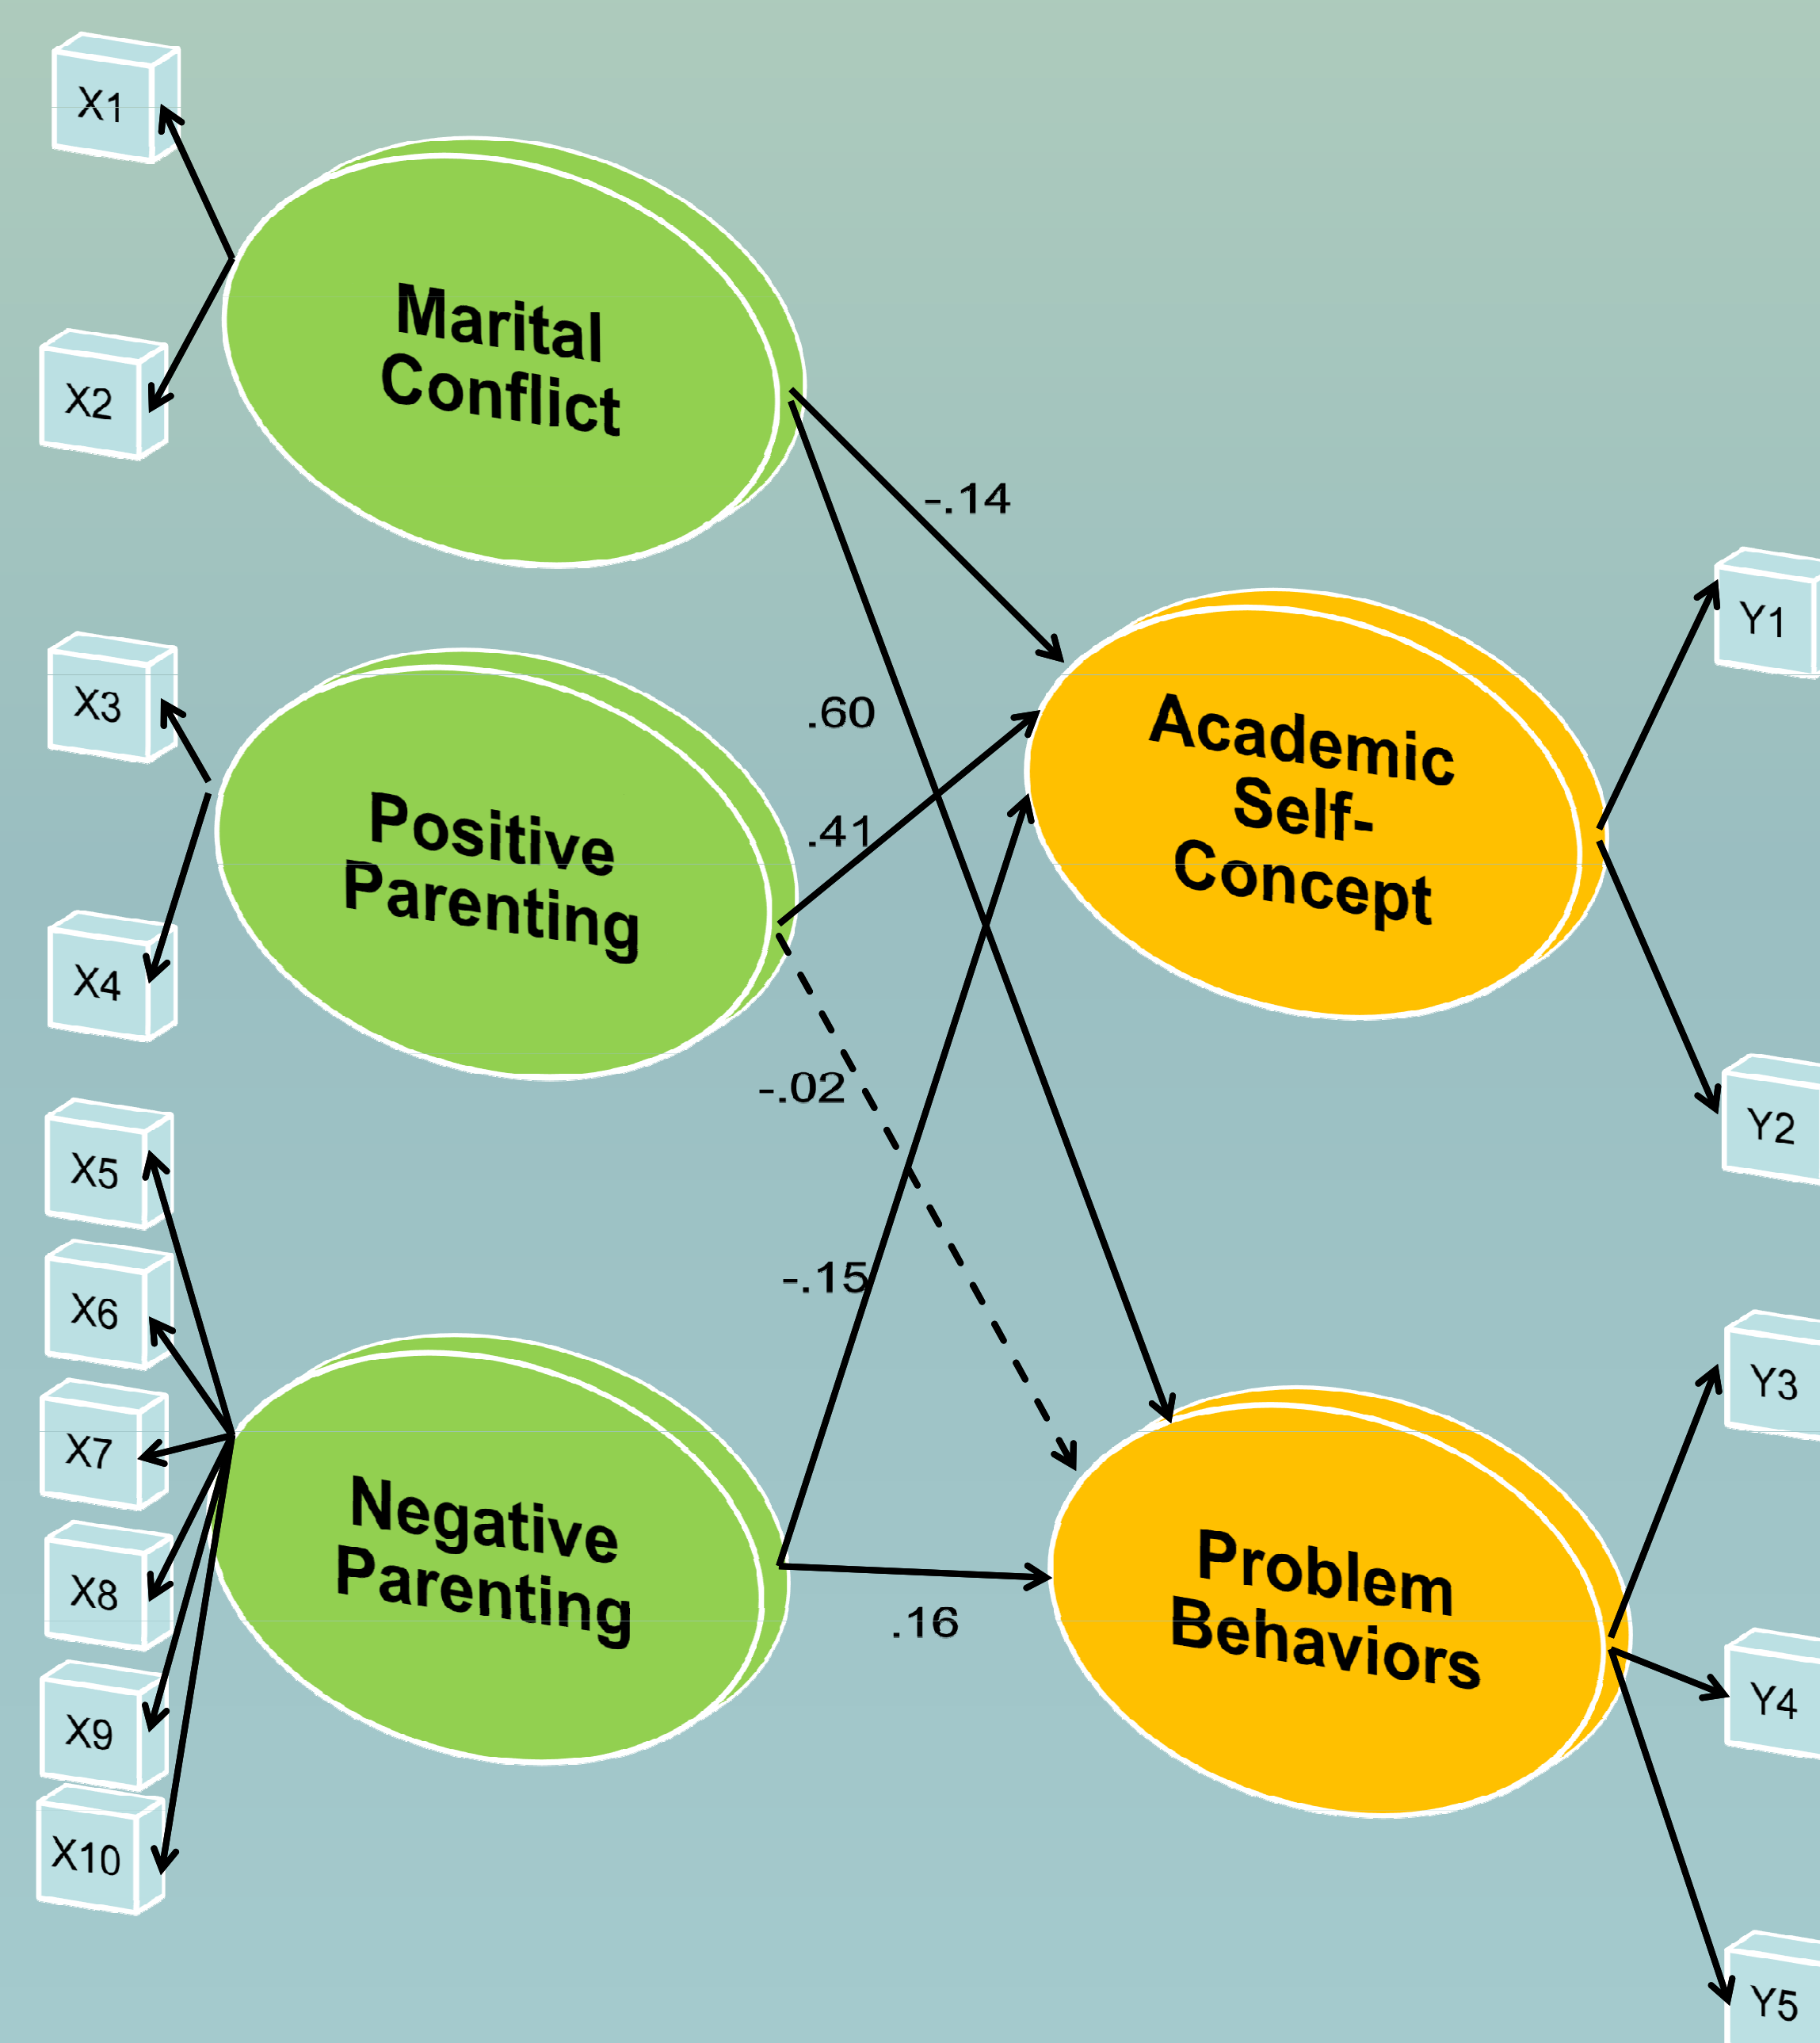 X1
X2
Marital
Conflict
-.14
X3
X4
Positive
Parenting
.60
.41
-.02
Academic
Self-
Concept
Y1
Y2
X5
X6
X7
X8
X9
X10
Negative
Parenting
-.15
.16
Problem
Behaviors
Y3
Y4
Y5